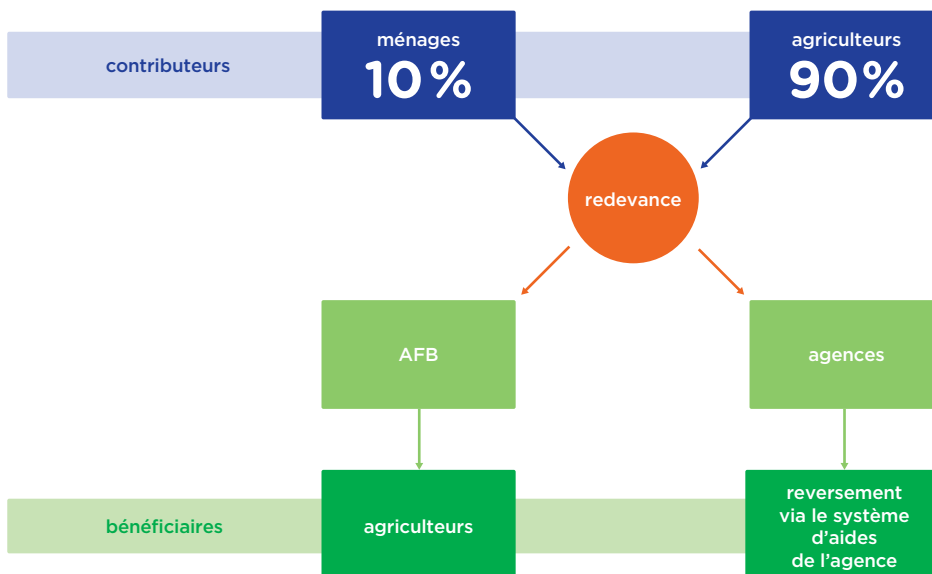 contributeurs
ménages
10 %
agriculteurs
90 %
redevance
AFB
agences
bénéficiaires
agriculteurs
reversement
via le système
d'aides
de l'agence